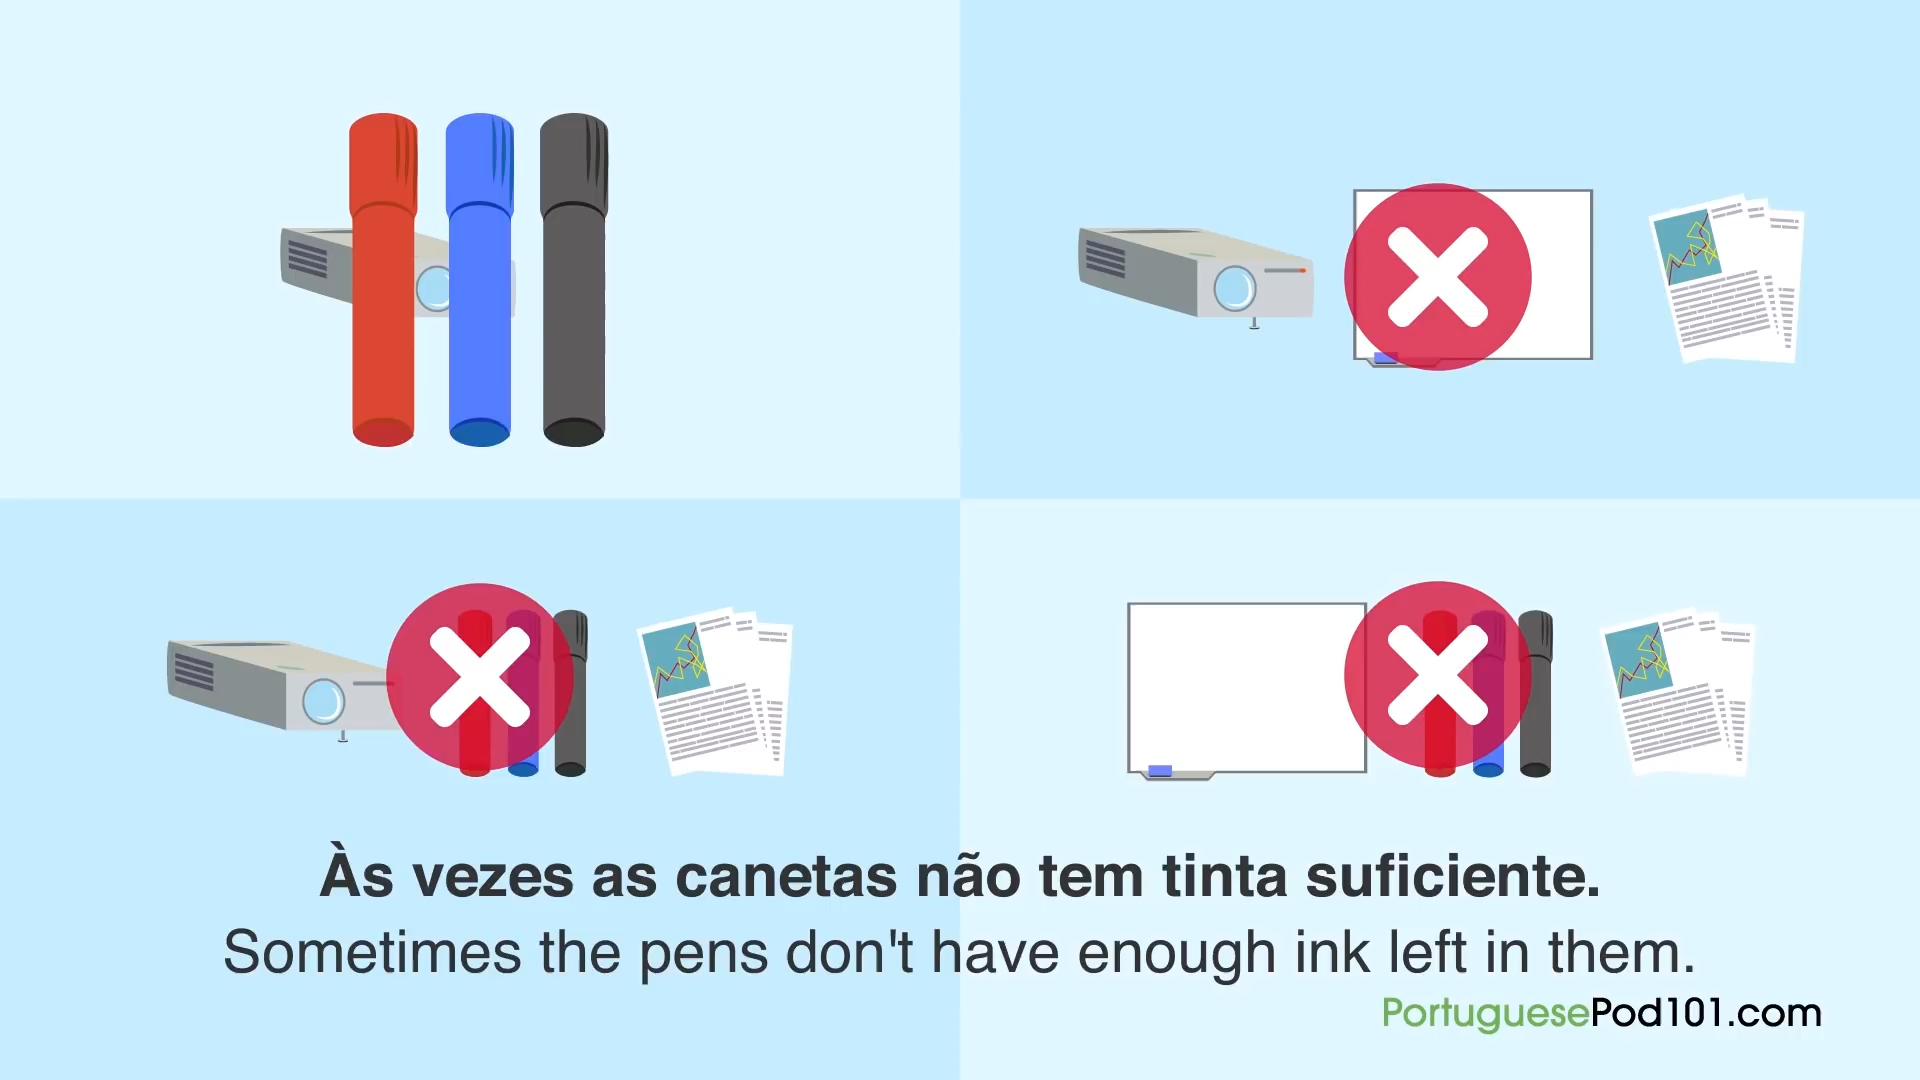 Às vezes as canetas não tem tinta suficiente.
Sometimes the pens don't have enough ink left in them.
PortuguesePod101.com